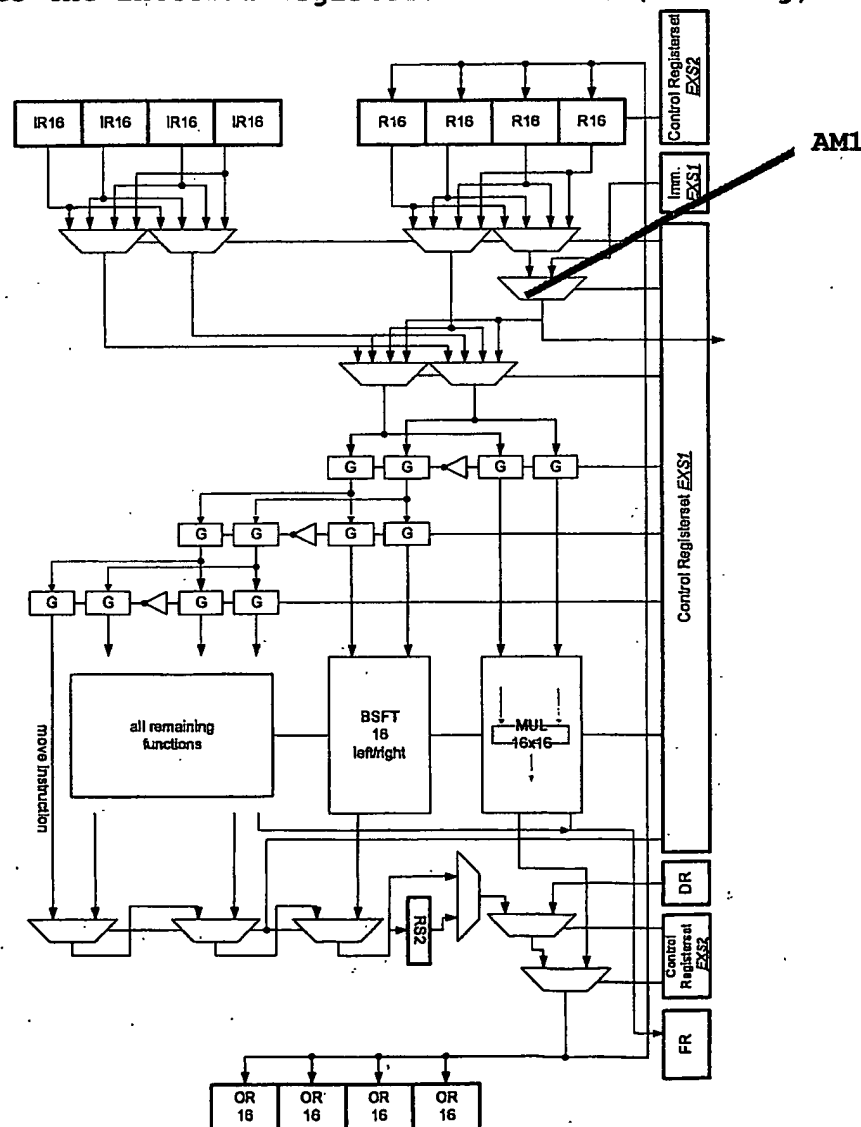 Control Registerset
EXS2
IR16 IR16 IR16 IR16
R16 R16 R16 R16
AM1
Imm.
EXS1
Control Registerset EXS1
G G G G
G G G G
G G G G
move instruction
all remaining
functions
BSFT
16
left/right
MUL
16x16
DR
RS2
Control
Registerset
EXS2
FR
OR OR OR OR
16 16 16 16